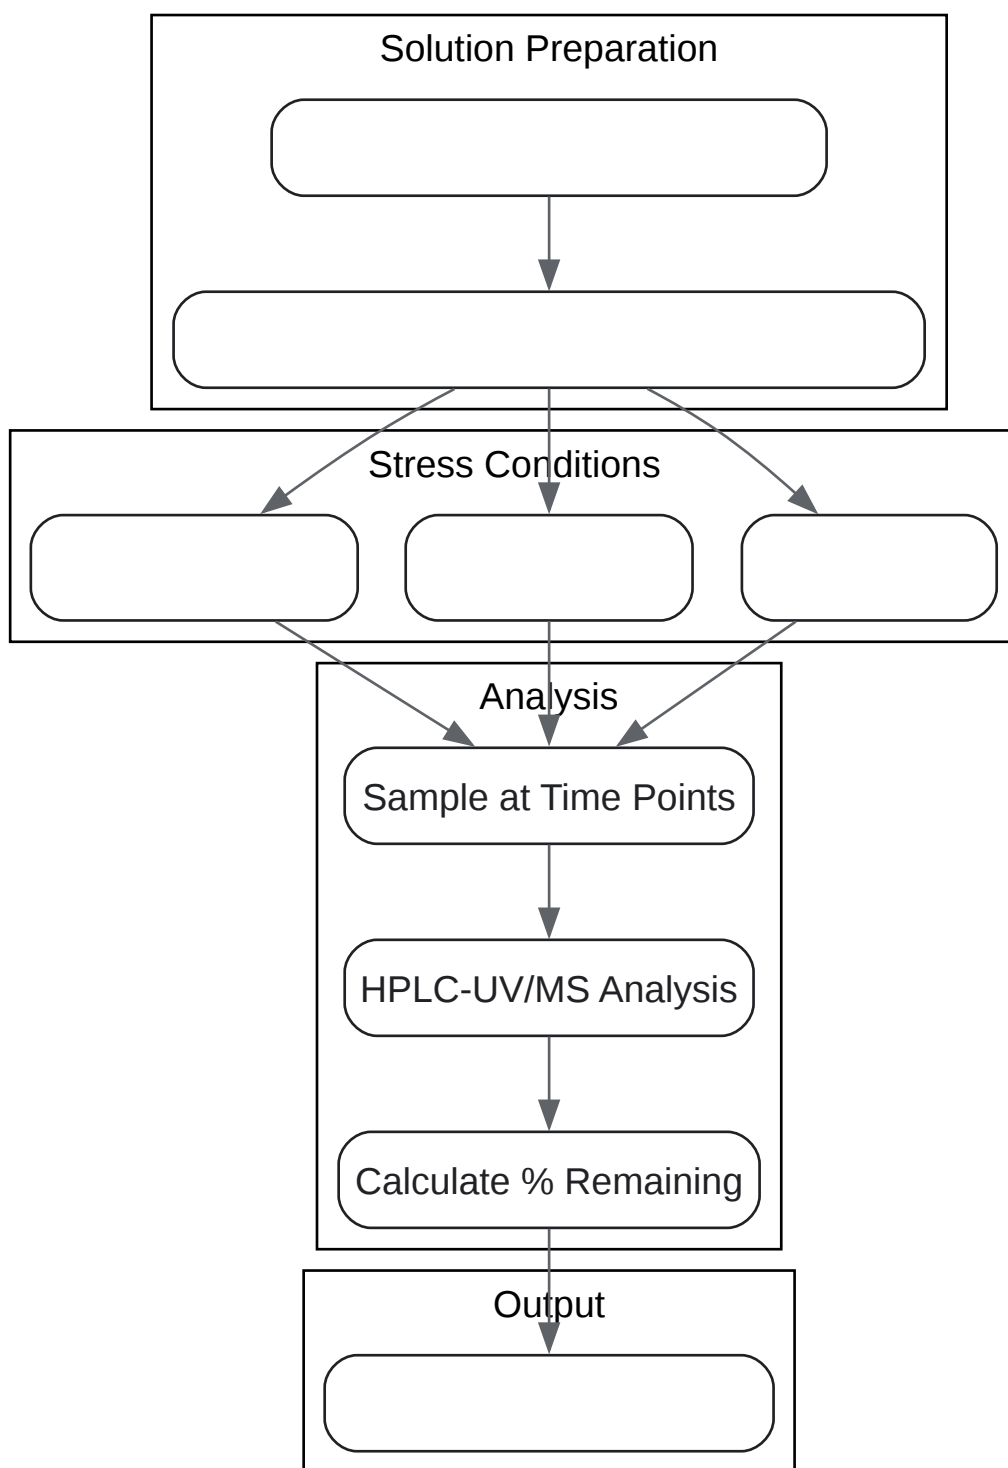 Solution Preparation
Stress Conditions
Analysis
Sample at Time Points
HPLC-UV/MS Analysis
Calculate % Remaining
Output